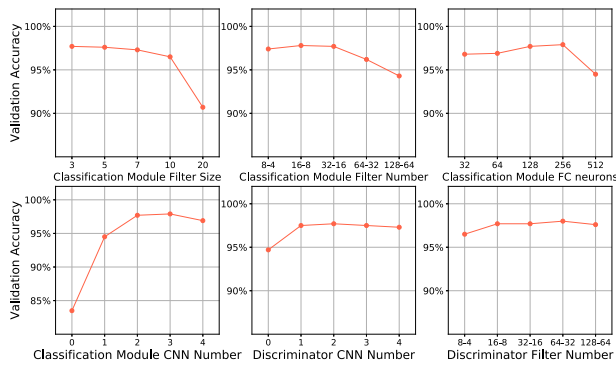 Validation Accuracy
100%
95%
90%
3 5 7 10 20
Classification Module Filter Size
100%
95%
90%
8-4 16-8 32-16 64-32 128-64
Classification Module Filter Number
100%
95%
90%
32 64 128 256 512
Classification Module FC neurons
Validation Accuracy
100%
95%
90%
85%
0 1 2 3 4
Classification Module CNN Number
100%
95%
90%
0 1 2 3 4
Discriminator CNN Number
100%
95%
90%
8-4 16-8 32-16 64-32 128-64
Discriminator Filter Number